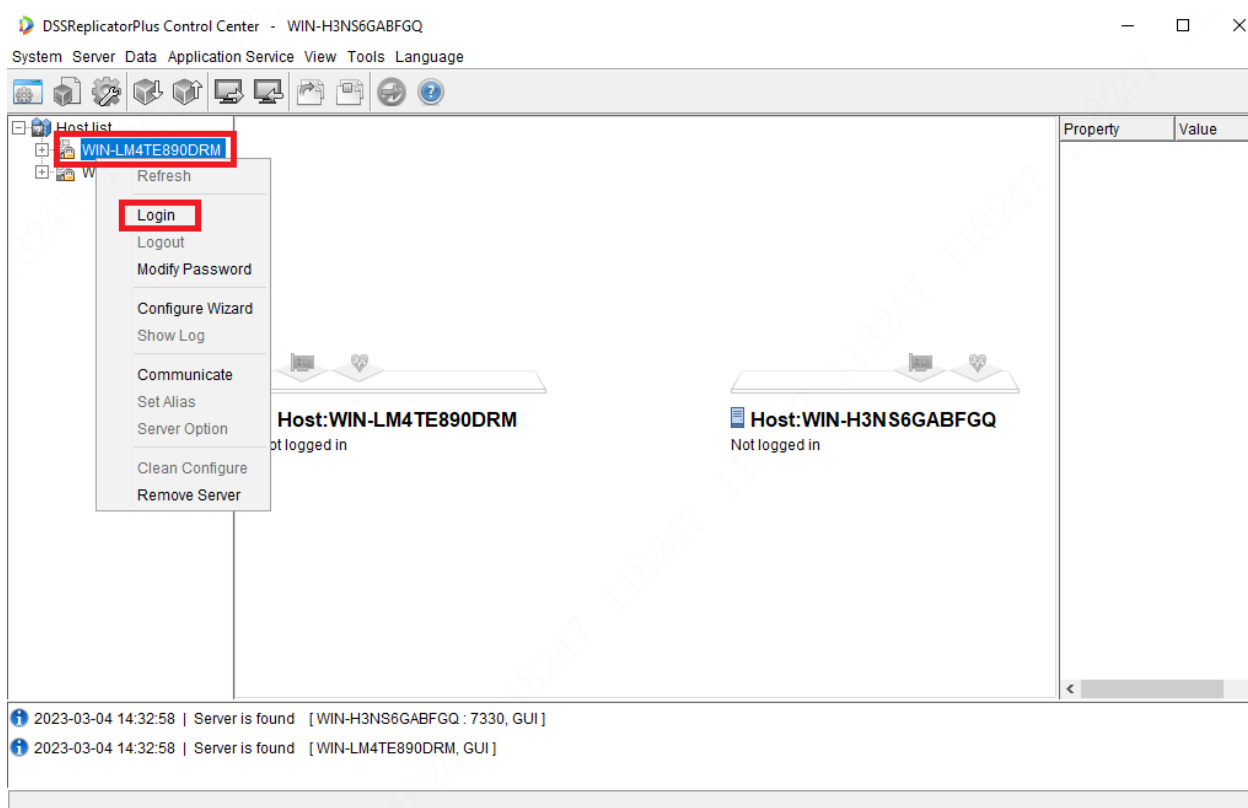 DSSReplicatorPlus Control Center - WIN-H3NS6GABFGQ
System Server Data Application Service View Tools Language
Host list
WIN-LM4TE890DRM
W
Refresh
Login
Logout
Modify Password
Configure Wizard
Show Log
Communicate
Set Alias
Server Option
Clean Configure
Remove Server
Host:WIN-LM4TE890DRM
ot logged in
Host:WIN-H3NS6GABFGQ
Not logged in
Property Value
2023-03-04 14:32:58 | Server is found [ WIN-H3NS6GABFGQ : 7330, GUI ]
2023-03-04 14:32:58 | Server is found [ WIN-LM4TE890DRM, GUI ]
1182A7 1182A7